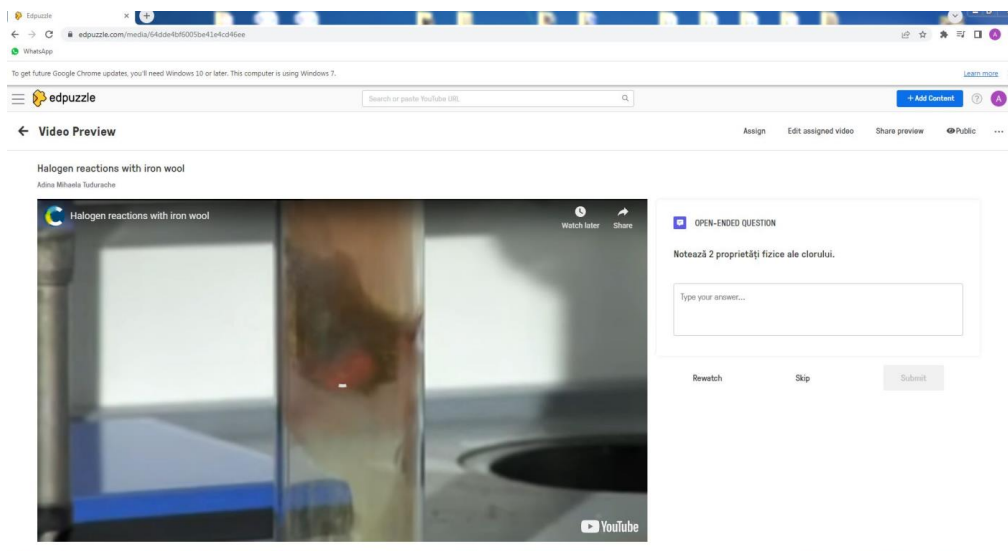 Edpuzzle
edpuzzle.com/media/64dde4bf6005be41e4cd46ee
A
WhatsApp
To get future Google Chrome updates, you'll need Windows 10 or later. This computer is using Windows 7.
Learn more
edpuzzle
Search or paste YouTube URL
+ Add Content
?
A
Video Preview
Assign
Edit assigned video
Share preview
Public
Halogen reactions with iron wool
Adina Mihaela Tudurache
Halogen reactions with iron wool
Watch later
Share
YouTube
OPEN-ENDED QUESTION
Notează 2 proprietăți fizice ale clorului.
Type your answer...
Rewatch
Skip
Submit